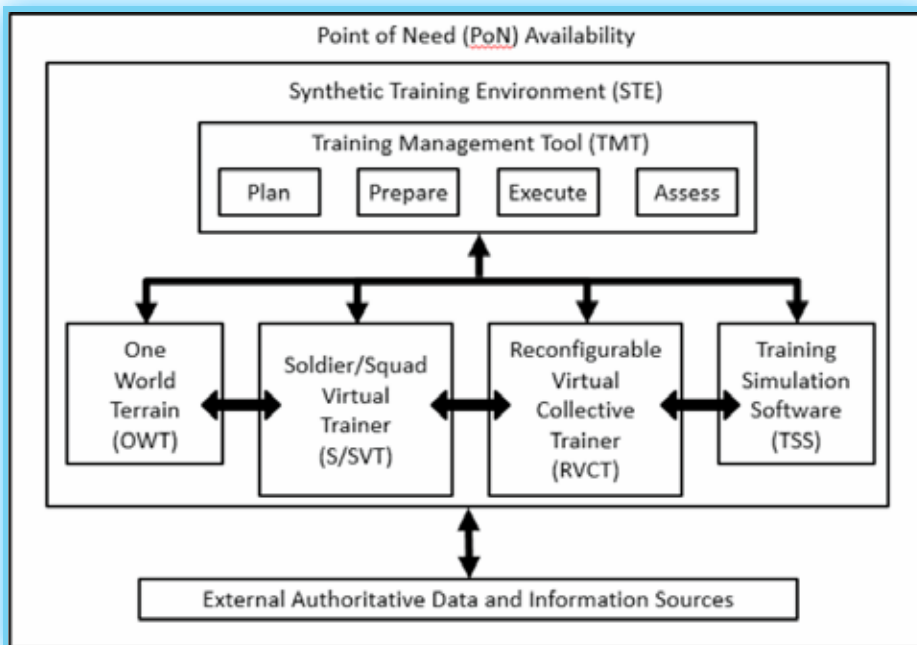 Point of Need (PoN) Availability
Synthetic Training Environment (STE)
Training Management Tool (TMT)
Plan
Prepare
Execute
Assess
One
World
Terrain
(OWT)
Soldier/Squad
Virtual
Trainer
(S/SVT)
Reconfigurable
Virtual
Collective
Trainer
(RVCT)
Training
Simulation
Software
(TSS)
External Authoritative Data and Information Sources